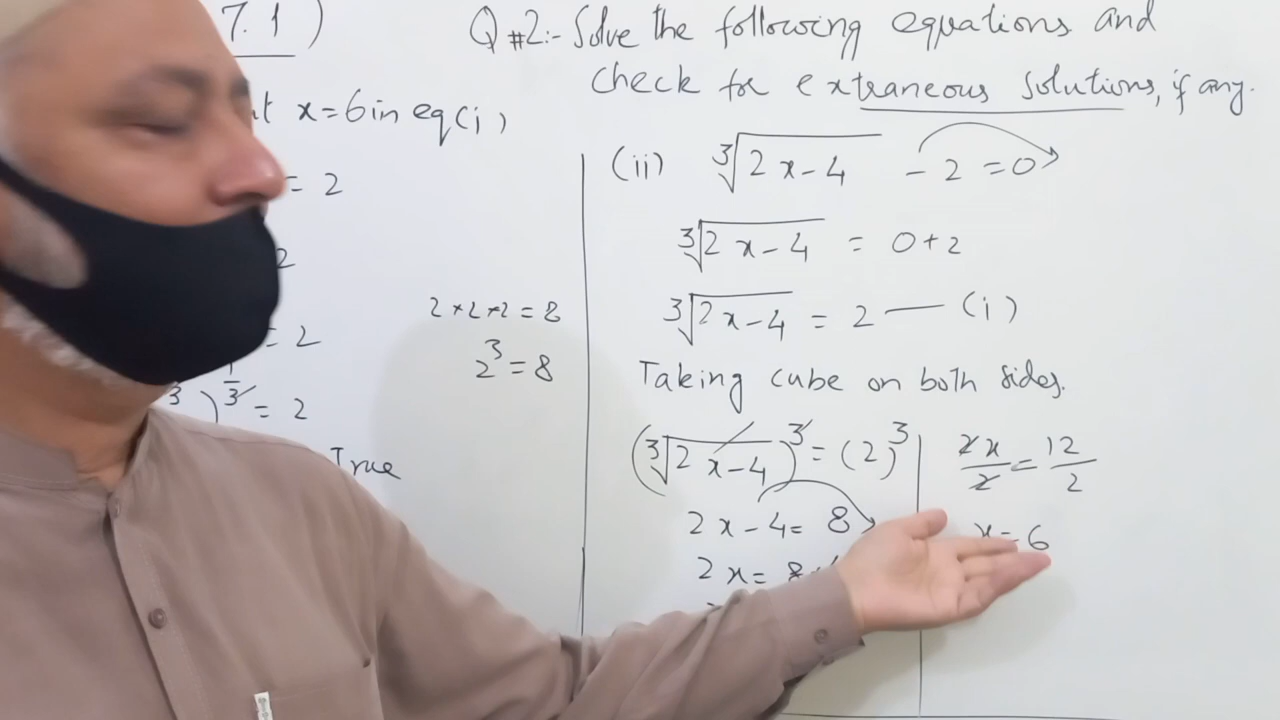 7.1)
x=6 in eq(i)
= 2
2
= 2
3 ) 1/3 = 2
True
2×2×2 = 8
2³ = 8
Q#2:- Solve the following equations and
check for extraneous solutions, if any.
(ii) ∛(2x-4) - 2 = 0
∛(2x-4) = 0+2
∛(2x-4) = 2 — (i)
Taking cube on both sides.
(∛(2x-4))³ = (2)³
2x-4 = 8
2x = 8
2x/2 = 12/2
x = 6